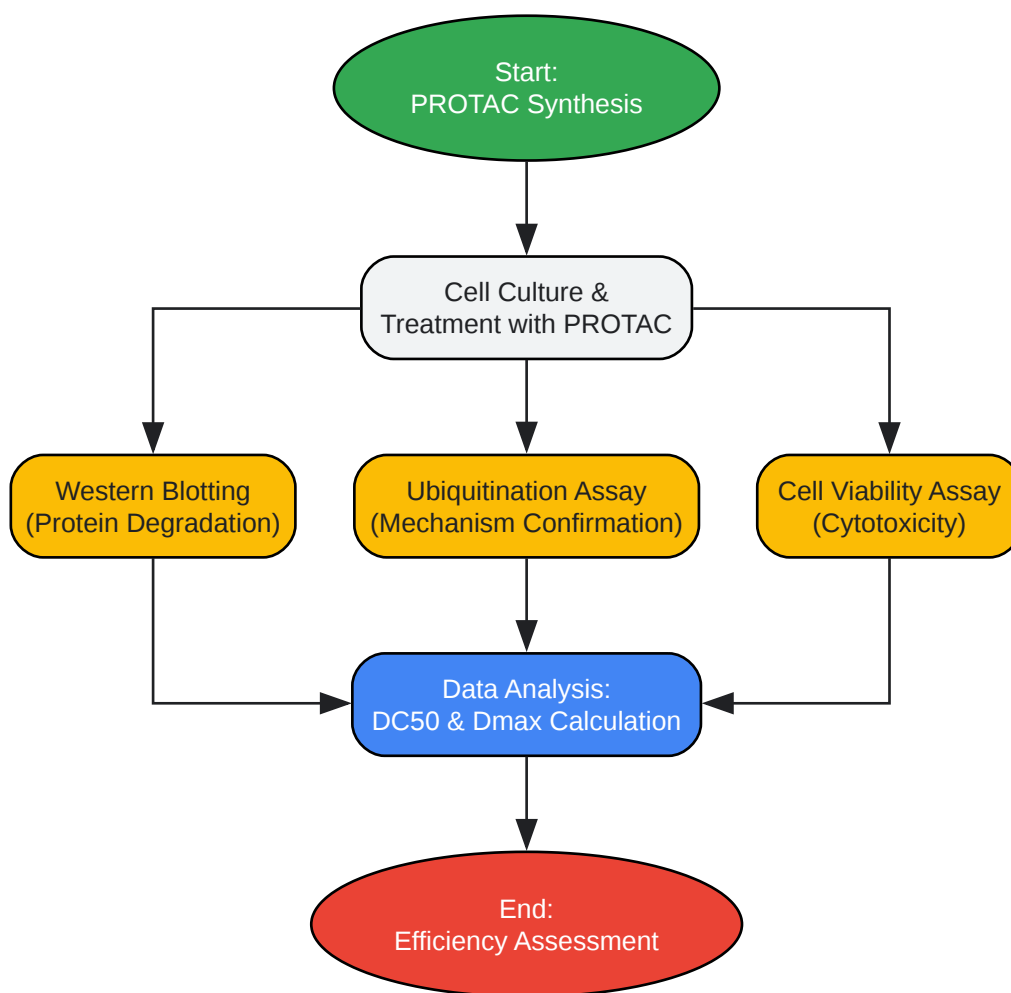 Start:
PROTAC Synthesis
Cell Culture &
Treatment with PROTAC
Western Blotting
(Protein Degradation)
Ubiquitination Assay
(Mechanism Confirmation)
Cell Viability Assay
(Cytotoxicity)
Data Analysis:
DC50 & Dmax Calculation
End:
Efficiency Assessment